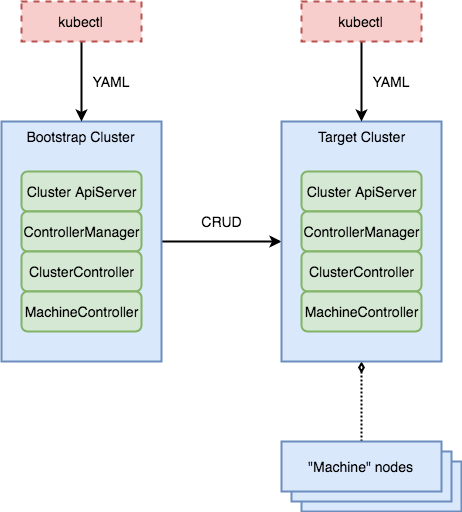 kubectl
kubectl
YAML
YAML
Bootstrap Cluster
Target Cluster
Cluster ApiServer
ControllerManager
ClusterController
MachineController
CRUD
Cluster ApiServer
ControllerManager
ClusterController
MachineController
"Machine" nodes